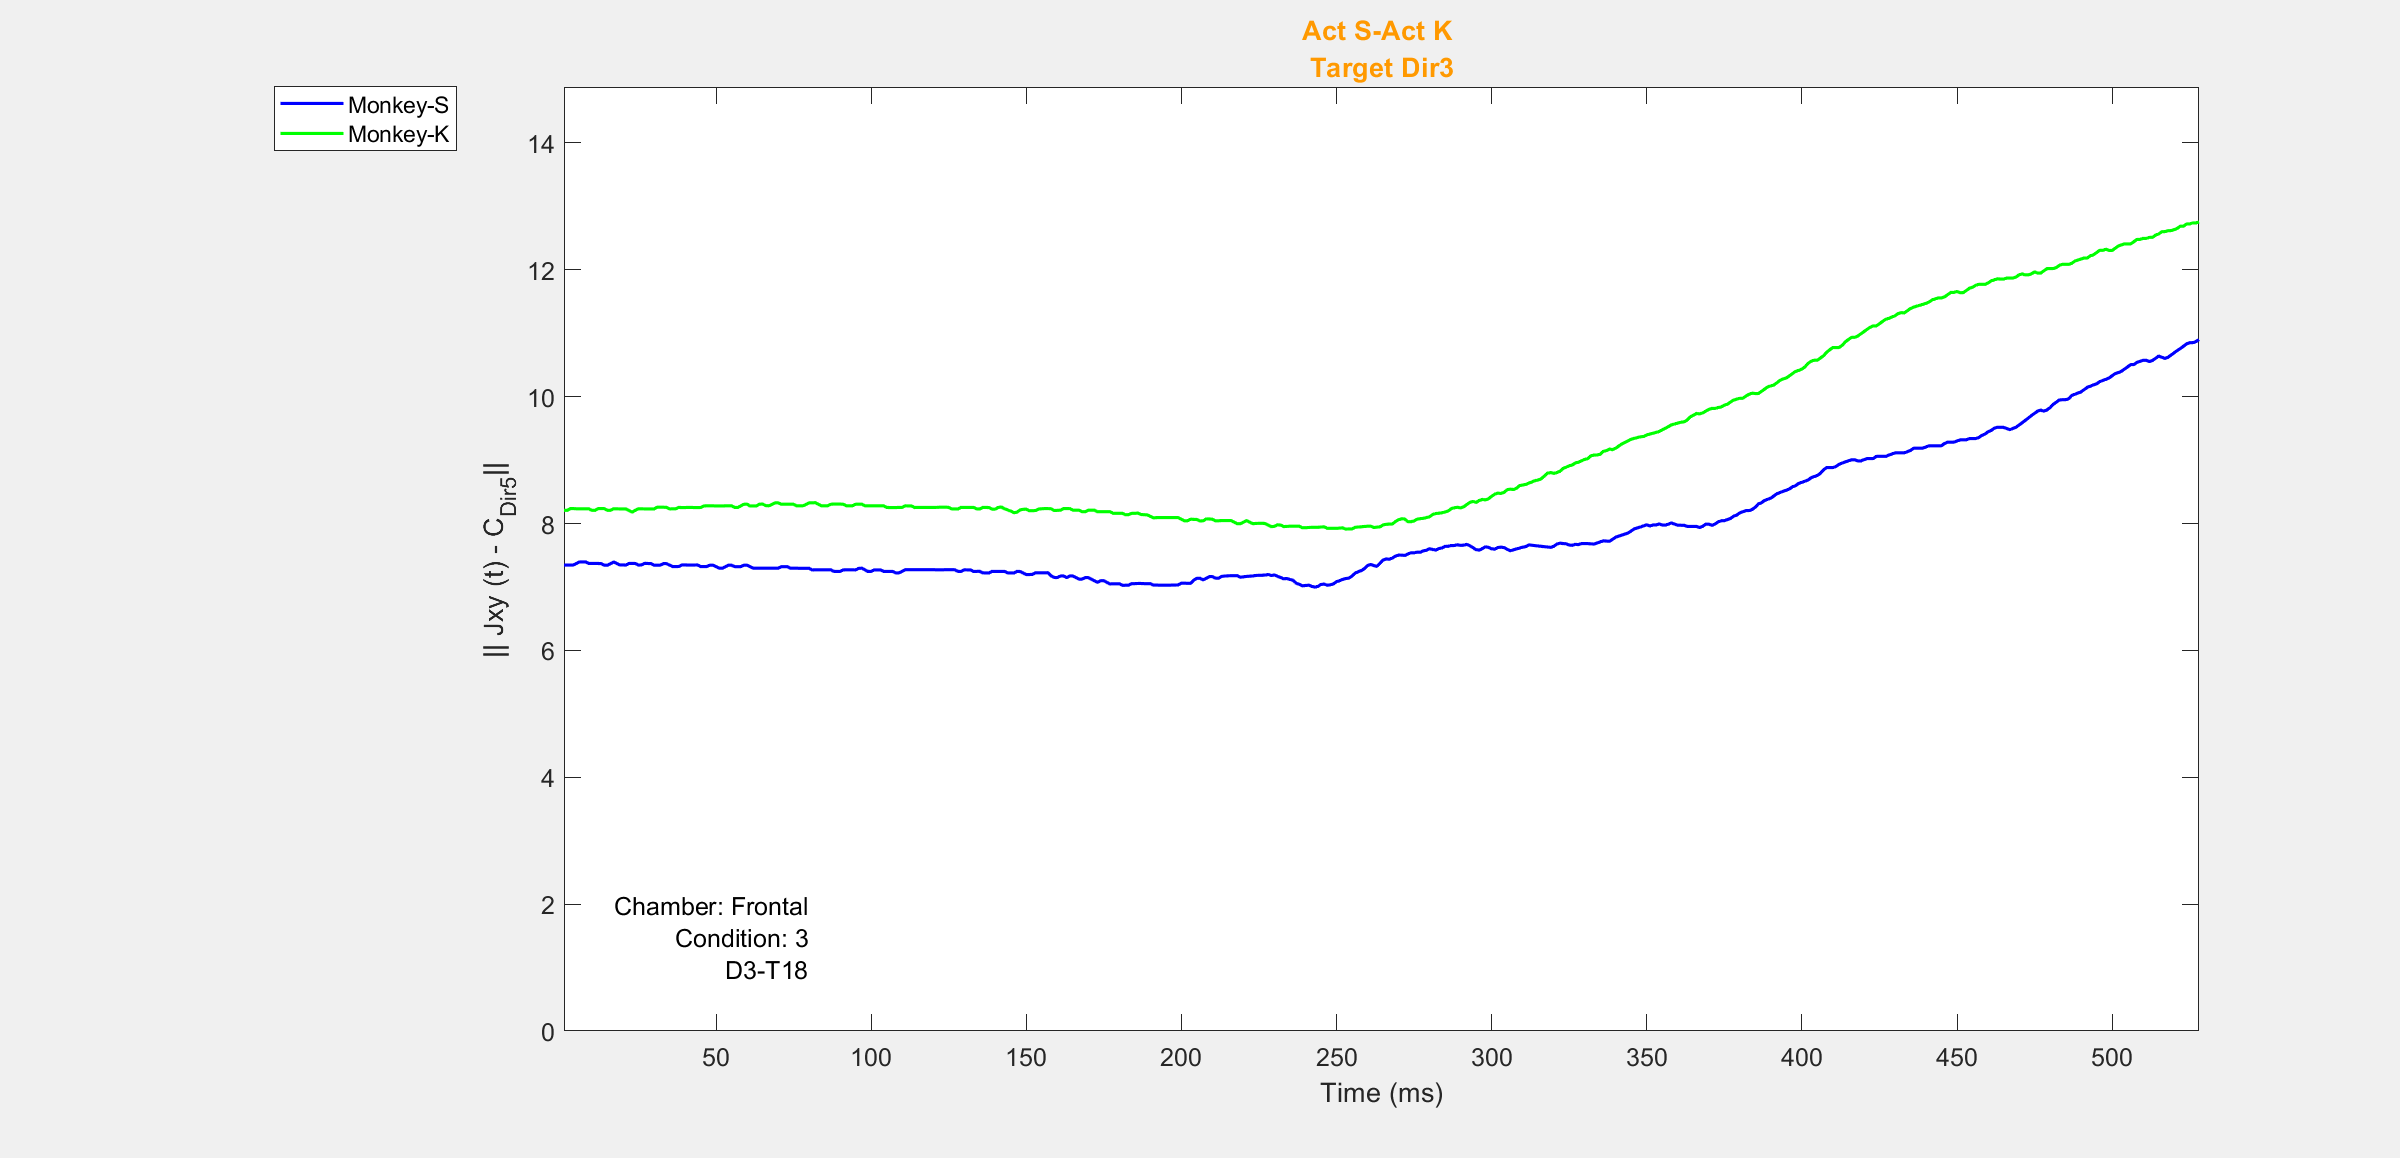 Act S-Act K
Target Dir3
Monkey-S
Monkey-K
14
12
10
8
6
4
2
0
|| Jxy (t) - C_Dir5||
Chamber: Frontal
Condition: 3
D3-T18
50 100 150 200 250 300 350 400 450 500
Time (ms)